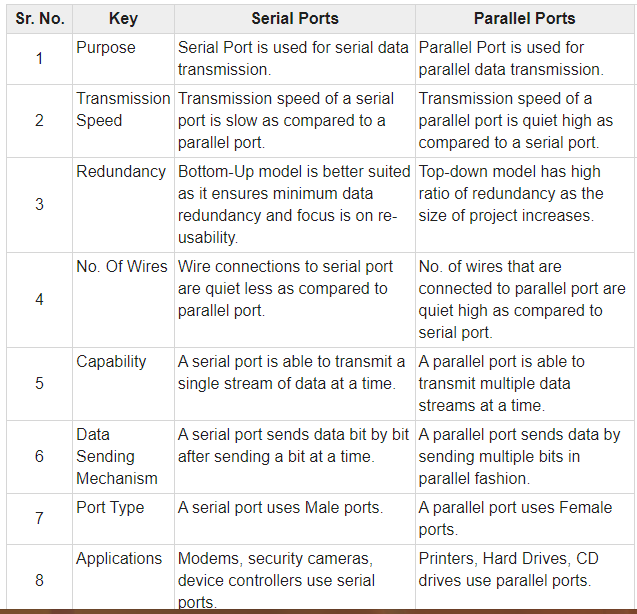 Sr. No. Key Serial Ports Parallel Ports
1 Purpose Serial Port is used for serial data Parallel Port is used for
transmission. parallel data transmission.
Transmission Transmission speed of a serial Transmission speed of a
2 Speed port is slow as compared to a parallel port is quiet high as
parallel port. compared to a serial port.
Redundancy Bottom-Up model is better suited Top-down model has high
as it ensures minimum data ratio of redundancy as the
3 redundancy and focus is on re- size of project increases.
usability.
No. Of Wires Wire connections to serial port No. of wires that are
are quiet less as compared to connected to parallel port are
4 parallel port. quiet high as compared to
serial port.
Capability A serial port is able to transmit a A parallel port is able to
5 single stream of data at a time. transmit multiple data
streams at a time.
Data A serial port sends data bit by bit A parallel port sends data by
6 Sending after sending a bit at a time. sending multiple bits in
Mechanism parallel fashion.
7 Port Type A serial port uses Male ports. A parallel port uses Female
ports.
Applications Modems, security cameras, Printers, Hard Drives, CD
8 device controllers use serial drives use parallel ports.
ports.